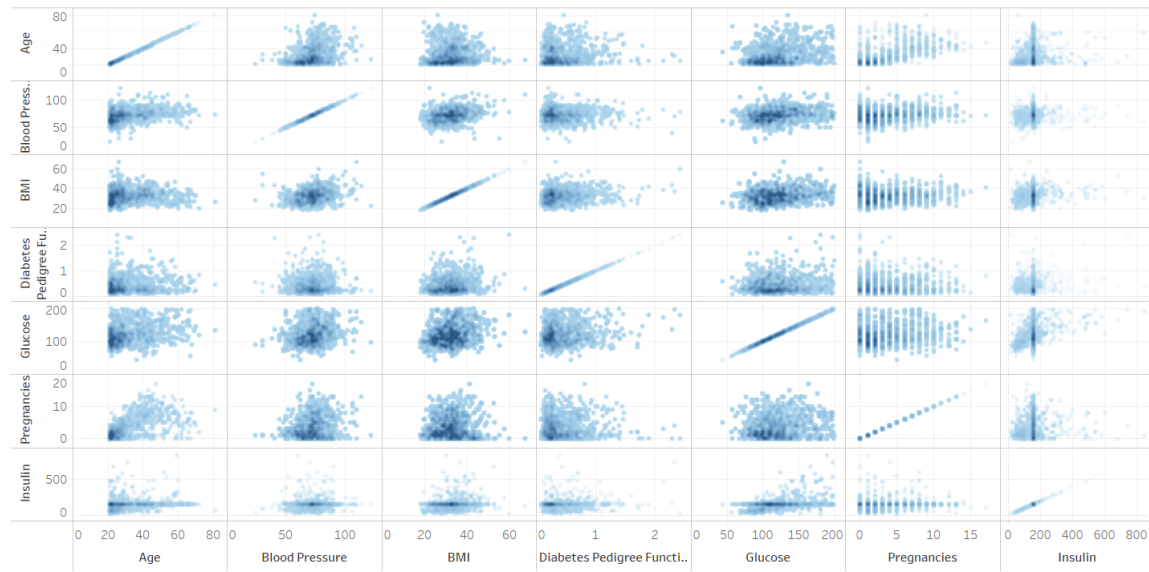 80
Age
40
0
Blood Press..
100
50
0
60
BMI
40
20
Diabetes
Pedigree Fu..
2
1
0
200
Glucose
100
0
20
Pregnancies
10
0
Insulin
500
0
0 20 40 60 80 50 100 20 40 60 0 1 2 50 100 150 200 0 5 10 15 0 200 400 600 800
Age Blood Pressure BMI Diabetes Pedigree Functi.. Glucose Pregnancies Insulin